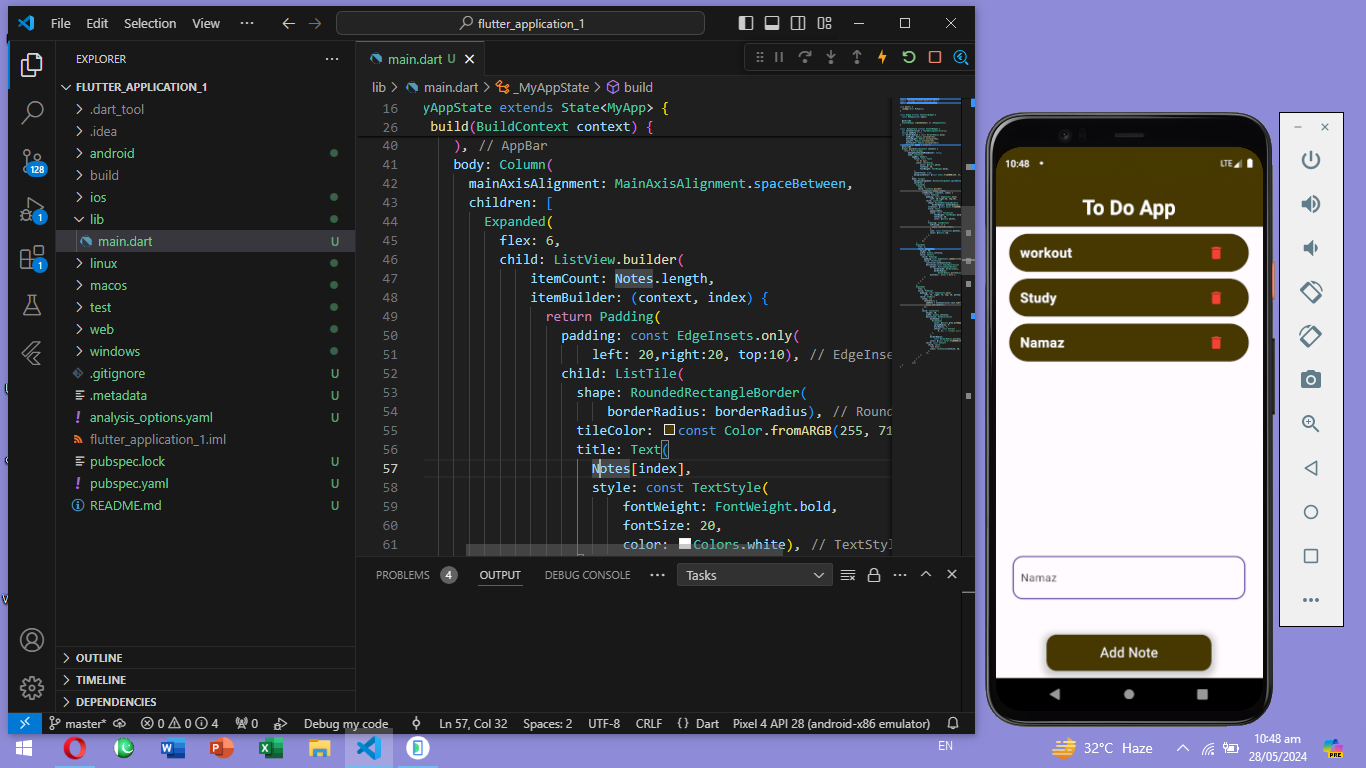 File Edit Selection View ··· flutter_application_1
EXPLORER
FLUTTER_APPLICATION_1
.dart_tool
.idea
android
build
ios
lib
main.dart U
linux
macos
test
web
windows
.gitignore U
.metadata U
analysis_options.yaml U
flutter_application_1.iml
pubspec.lock U
pubspec.yaml U
README.md U
OUTLINE
TIMELINE
DEPENDENCIES
128
1
1
main.dart U
lib > main.dart > _MyAppState > build
16 yAppState extends State<MyApp> {
26 build(BuildContext context) {
40 ), // AppBar
41 body: Column(
42 mainAxisAlignment: MainAxisAlignment.spaceBetween,
43 children: [
44 Expanded(
45 flex: 6,
46 child: ListView.builder(
47 itemCount: Notes.length,
48 itemBuilder: (context, index) {
49 return Padding(
50 padding: const EdgeInsets.only(
51 left: 20,right:20, top:10), // EdgeInse
52 child: ListTile(
53 shape: RoundedRectangleBorder(
54 borderRadius: borderRadius), // Roun
55 tileColor: const Color.fromARGB(255, 71
56 title: Text(
57 Notes[index],
58 style: const TextStyle(
59 fontWeight: FontWeight.bold,
60 fontSize: 20,
61 color: Colors.white), // TextStyl
PROBLEMS 4 OUTPUT DEBUG CONSOLE ··· Tasks
master* 0 0 4 0 Debug my code Ln 57, Col 32 Spaces: 2 UTF-8 CRLF {} Dart Pixel 4 API 28 (android-x86 emulator)
10:48 LTE
To Do App
workout
Study
Namaz
Namaz
Add Note
EN 32°C Haze 10:48 am
28/05/2024
PRE